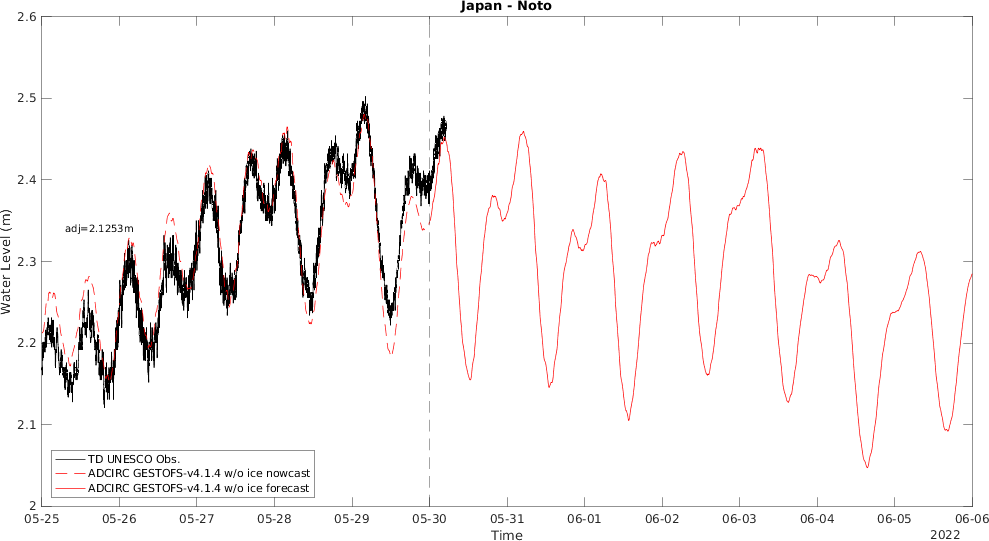 Japan - Noto
2.6
2.5
2.4
2.3
2.2
2.1
2
Water Level (m)
adj=2.1253m
TD UNESCO Obs.
ADCIRC GESTOFS-v4.1.4 w/o ice nowcast
ADCIRC GESTOFS-v4.1.4 w/o ice forecast
05-25 05-26 05-27 05-28 05-29 05-30 05-31 06-01 06-02 06-03 06-04 06-05 06-06
Time
2022